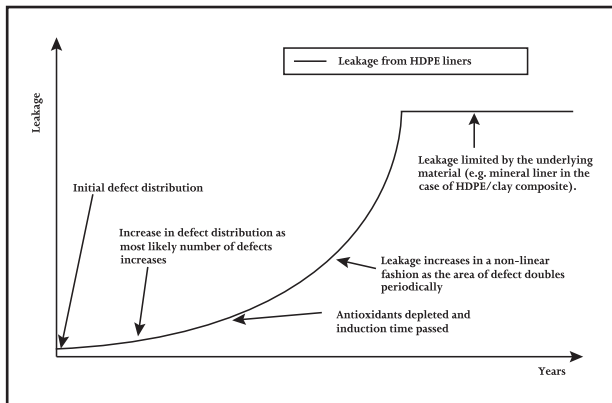 Leakage from HDPE liners
Leakage
Leakage limited by the underlying
material (e.g. mineral liner in the
case of HDPE/clay composite).
Initial defect distribution
Increase in defect distribution as
most likely number of defects
increases
Leakage increases in a non-linear
fashion as the area of defect doubles
periodically
Antioxidants depleted and
induction time passed
Years